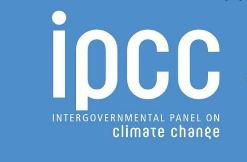 ipcc
INTERGOVERNMENTAL PANEL ON
climate change